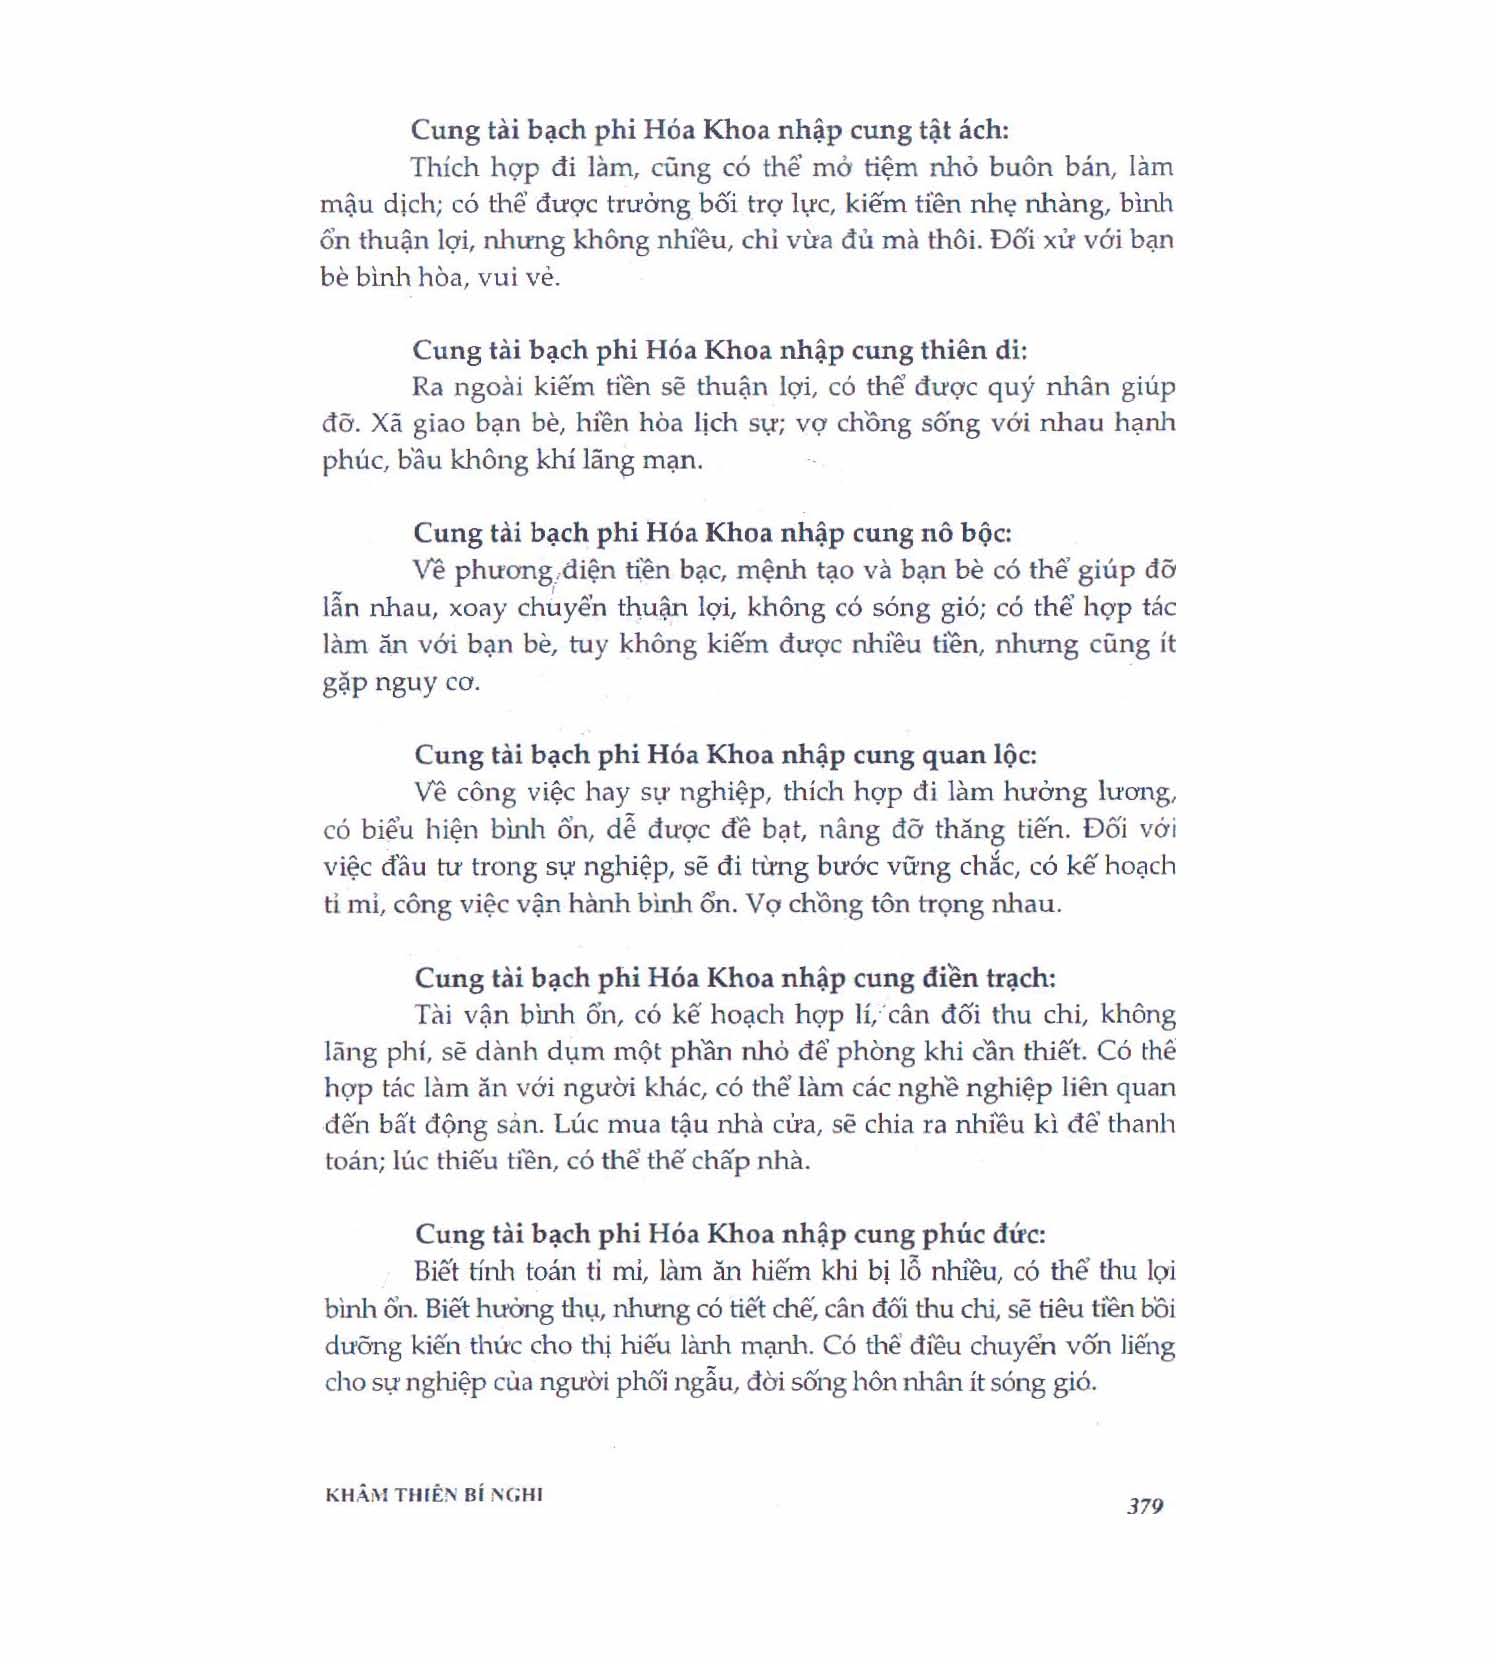 Cung tài bạch phi Hóa Khoa nhập cung tật ách:
Thích hợp đi làm, cũng có thể mở tiệm nhỏ buôn bán, làm
mậu dịch; có thể được trưởng bối trợ lực, kiếm tiền nhẹ nhàng, bình
ổn thuận lợi, nhưng không nhiều, chỉ vừa đủ mà thôi. Đối xử với bạn
bè bình hòa, vui vẻ.
Cung tài bạch phi Hóa Khoa nhập cung thiên di:
Ra ngoài kiếm tiền sẽ thuận lợi, có thể được quý nhân giúp
đỡ. Xã giao bạn bè, hiền hòa lịch sự; vợ chồng sống với nhau hạnh
phúc, bầu không khí lãng mạn.
Cung tài bạch phi Hóa Khoa nhập cung nô bộc:
Về phương diện tiền bạc, mệnh tạo và bạn bè có thể giúp đỡ
lẫn nhau, xoay chuyển thuận lợi, không có sóng gió; có thể hợp tác
làm ăn với bạn bè, tuy không kiếm được nhiều tiền, nhưng cũng ít
gặp nguy cơ.
Cung tài bạch phi Hóa Khoa nhập cung quan lộc:
Về công việc hay sự nghiệp, thích hợp đi làm hưởng lương,
có biểu hiện bình ổn, dễ được đề bạt, nâng đỡ thăng tiến. Đối với
việc đầu tư trong sự nghiệp, sẽ đi từng bước vững chắc, có kế hoạch
tỉ mỉ, công việc vận hành bình ổn. Vợ chồng tôn trọng nhau.
Cung tài bạch phi Hóa Khoa nhập cung điền trạch:
Tài vận bình ổn, có kế hoạch hợp lí, cân đối thu chi, không
lãng phí, sẽ dành dụm một phần nhỏ để phòng khi cần thiết. Có thể
hợp tác làm ăn với người khác, có thể làm các nghề nghiệp liên quan
đến bất động sản. Lúc mua tậu nhà cửa, sẽ chia ra nhiều kì để thanh
toán; lúc thiếu tiền, có thể thế chấp nhà.
Cung tài bạch phi Hóa Khoa nhập cung phúc đức:
Biết tính toán tỉ mỉ, làm ăn hiếm khi bị lỗ nhiều, có thể thu lợi
bình ổn. Biết hưởng thụ, nhưng có tiết chế, cân đối thu chi, sẽ tiêu tiền bồi
dưỡng kiến thức cho thị hiếu lành mạnh. Có thể điều chuyển vốn liếng
cho sự nghiệp của người phối ngẫu, đời sống hôn nhân ít sóng gió.
KHÂM THIÊN BÍ NGHI
379